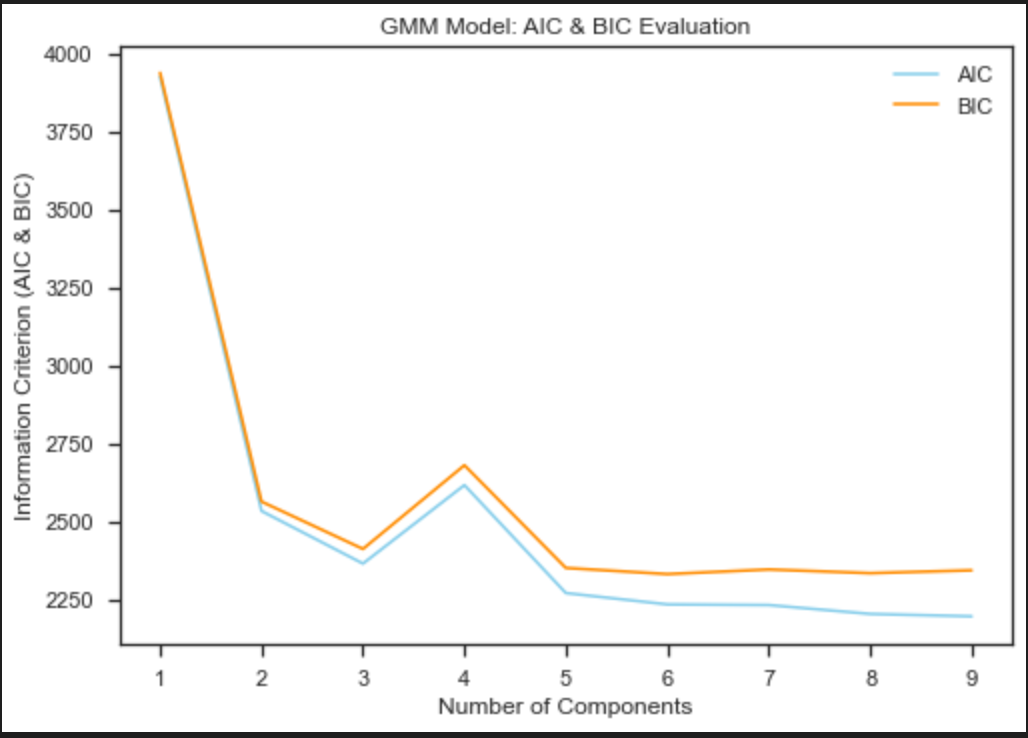 GMM Model: AIC & BIC Evaluation
4000
3750
3500
3250
3000
2750
2500
2250
Information Criterion (AIC & BIC)
AIC
BIC
1 2 3 4 5 6 7 8 9
Number of Components